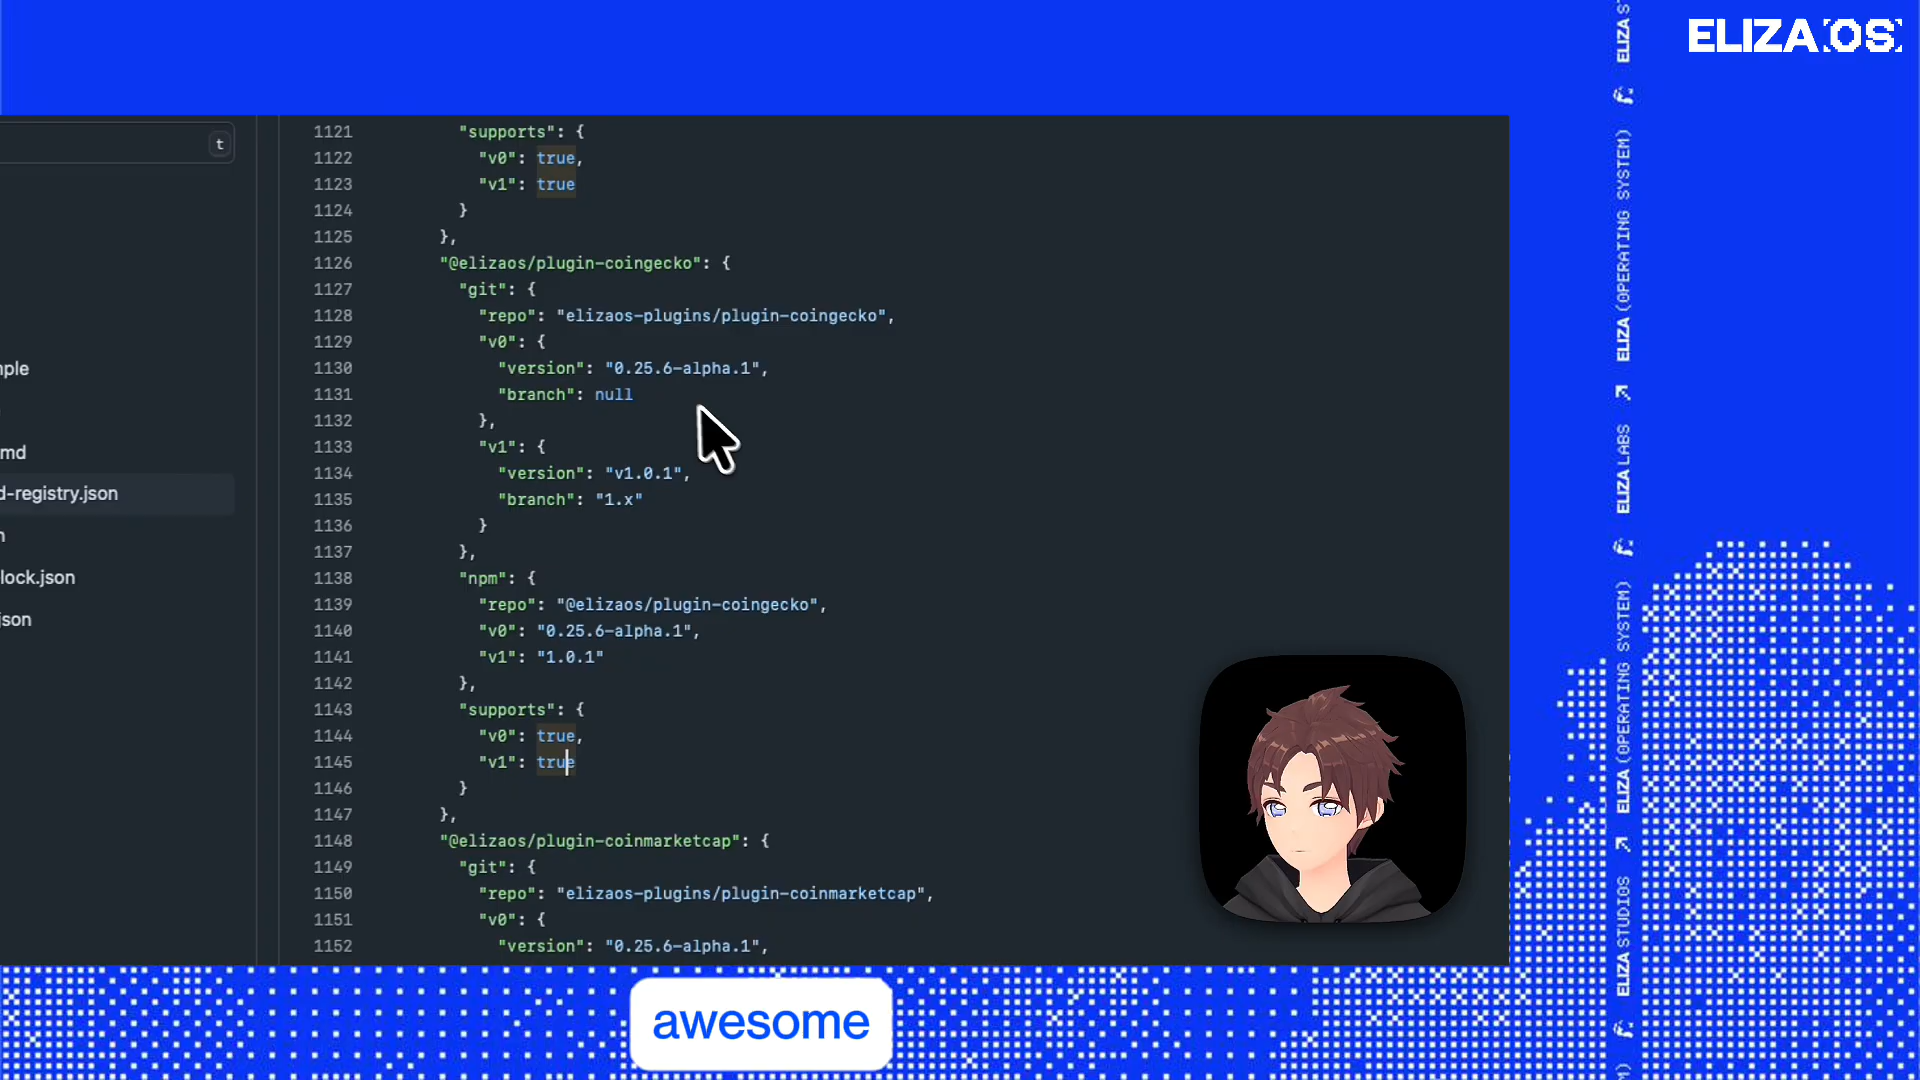 ELIZA OS
t
mple
md
d-registry.json
n
lock.json
son
1121 "supports": {
1122 "v0": true,
1123 "v1": true
1124 }
1125 },
1126 "@elizaos/plugin-coingecko": {
1127 "git": {
1128 "repo": "elizaos-plugins/plugin-coingecko",
1129 "v0": {
1130 "version": "0.25.6-alpha.1",
1131 "branch": null
1132 },
1133 "v1": {
1134 "version": "v1.0.1",
1135 "branch": "1.x"
1136 }
1137 },
1138 "npm": {
1139 "repo": "@elizaos/plugin-coingecko",
1140 "v0": "0.25.6-alpha.1",
1141 "v1": "1.0.1"
1142 },
1143 "supports": {
1144 "v0": true,
1145 "v1": true
1146 }
1147 },
1148 "@elizaos/plugin-coinmarketcap": {
1149 "git": {
1150 "repo": "elizaos-plugins/plugin-coinmarketcap",
1151 "v0": {
1152 "version": "0.25.6-alpha.1",
awesome
ELIZA STUDIOS
ELIZA (OPERATING SYSTEM)
ELIZA LABS
ELIZA (OPERATING SYSTEM)
ELIZA S